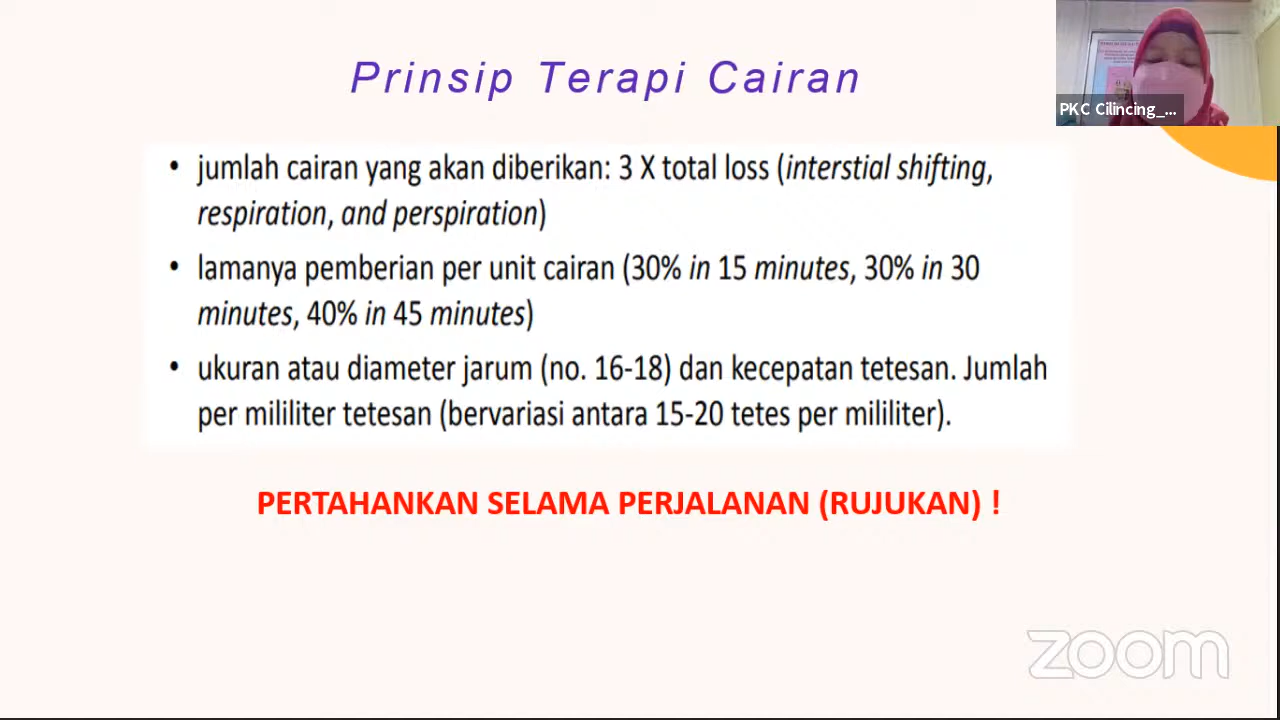 Prinsip Terapi Cairan
PKC Cilincing_...
• jumlah cairan yang akan diberikan: 3 X total loss (interstial shifting,
respiration, and perspiration)
• lamanya pemberian per unit cairan (30% in 15 minutes, 30% in 30
minutes, 40% in 45 minutes)
• ukuran atau diameter jarum (no. 16-18) dan kecepatan tetesan. Jumlah
per mililiter tetesan (bervariasi antara 15-20 tetes per mililiter).
PERTAHANKAN SELAMA PERJALANAN (RUJUKAN) !
zoom